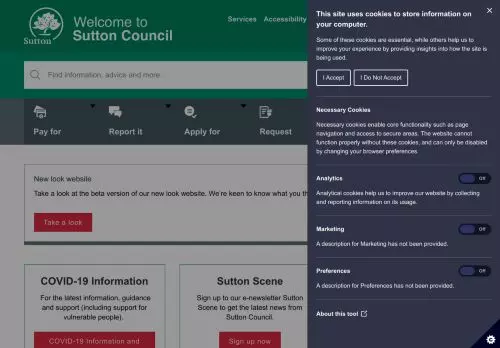 Sutton
Welcome to
Sutton Council
Services
Accessibility
Find information, advice and more
Pay for
Report it
Apply for
Request
New look website
Take a look at the beta version of our new look website. We're keen to know what you th
Take a look
COVID-19 Information
For the latest information, guidance
and support (including support for
vulnerable people).
COVID-19 Information and
Sutton Scene
Sign up to our e-newsletter Sutton
Scene to get the latest news from
Sutton Council.
Sign up now
This site uses cookies to store information on
your computer.
Some of these cookies are essential, while others help us to
improve your experience by providing insights into how the site is
being used.
I Accept
I Do Not Accept
Necessary Cookies
Necessary cookies enable core functionality such as page
navigation and access to secure areas. The website cannot
function properly without these cookies, and can only be disabled
by changing your browser preferences.
Analytics
Off
Analytical cookies help us to improve our website by collecting
and reporting information on its usage.
Marketing
Off
A description for Marketing has not been provided.
Preferences
Off
A description for Preferences has not been provided.
About this tool